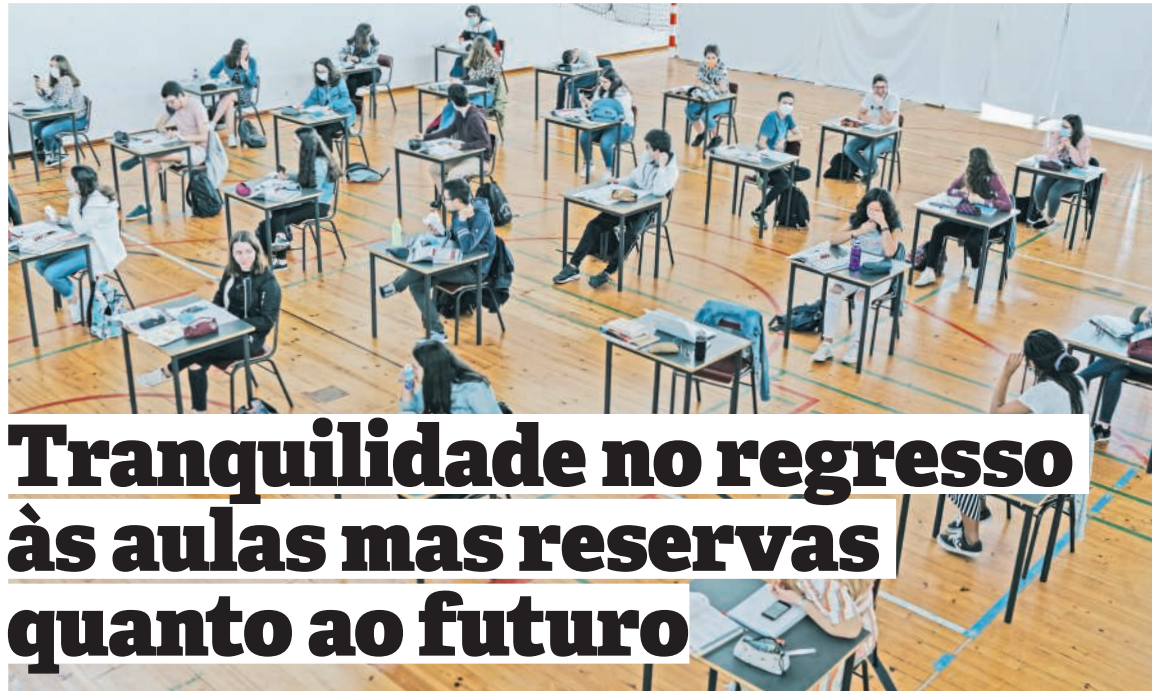 Tranquilidade no regresso
às aulas mas reservas
quanto ao futuro